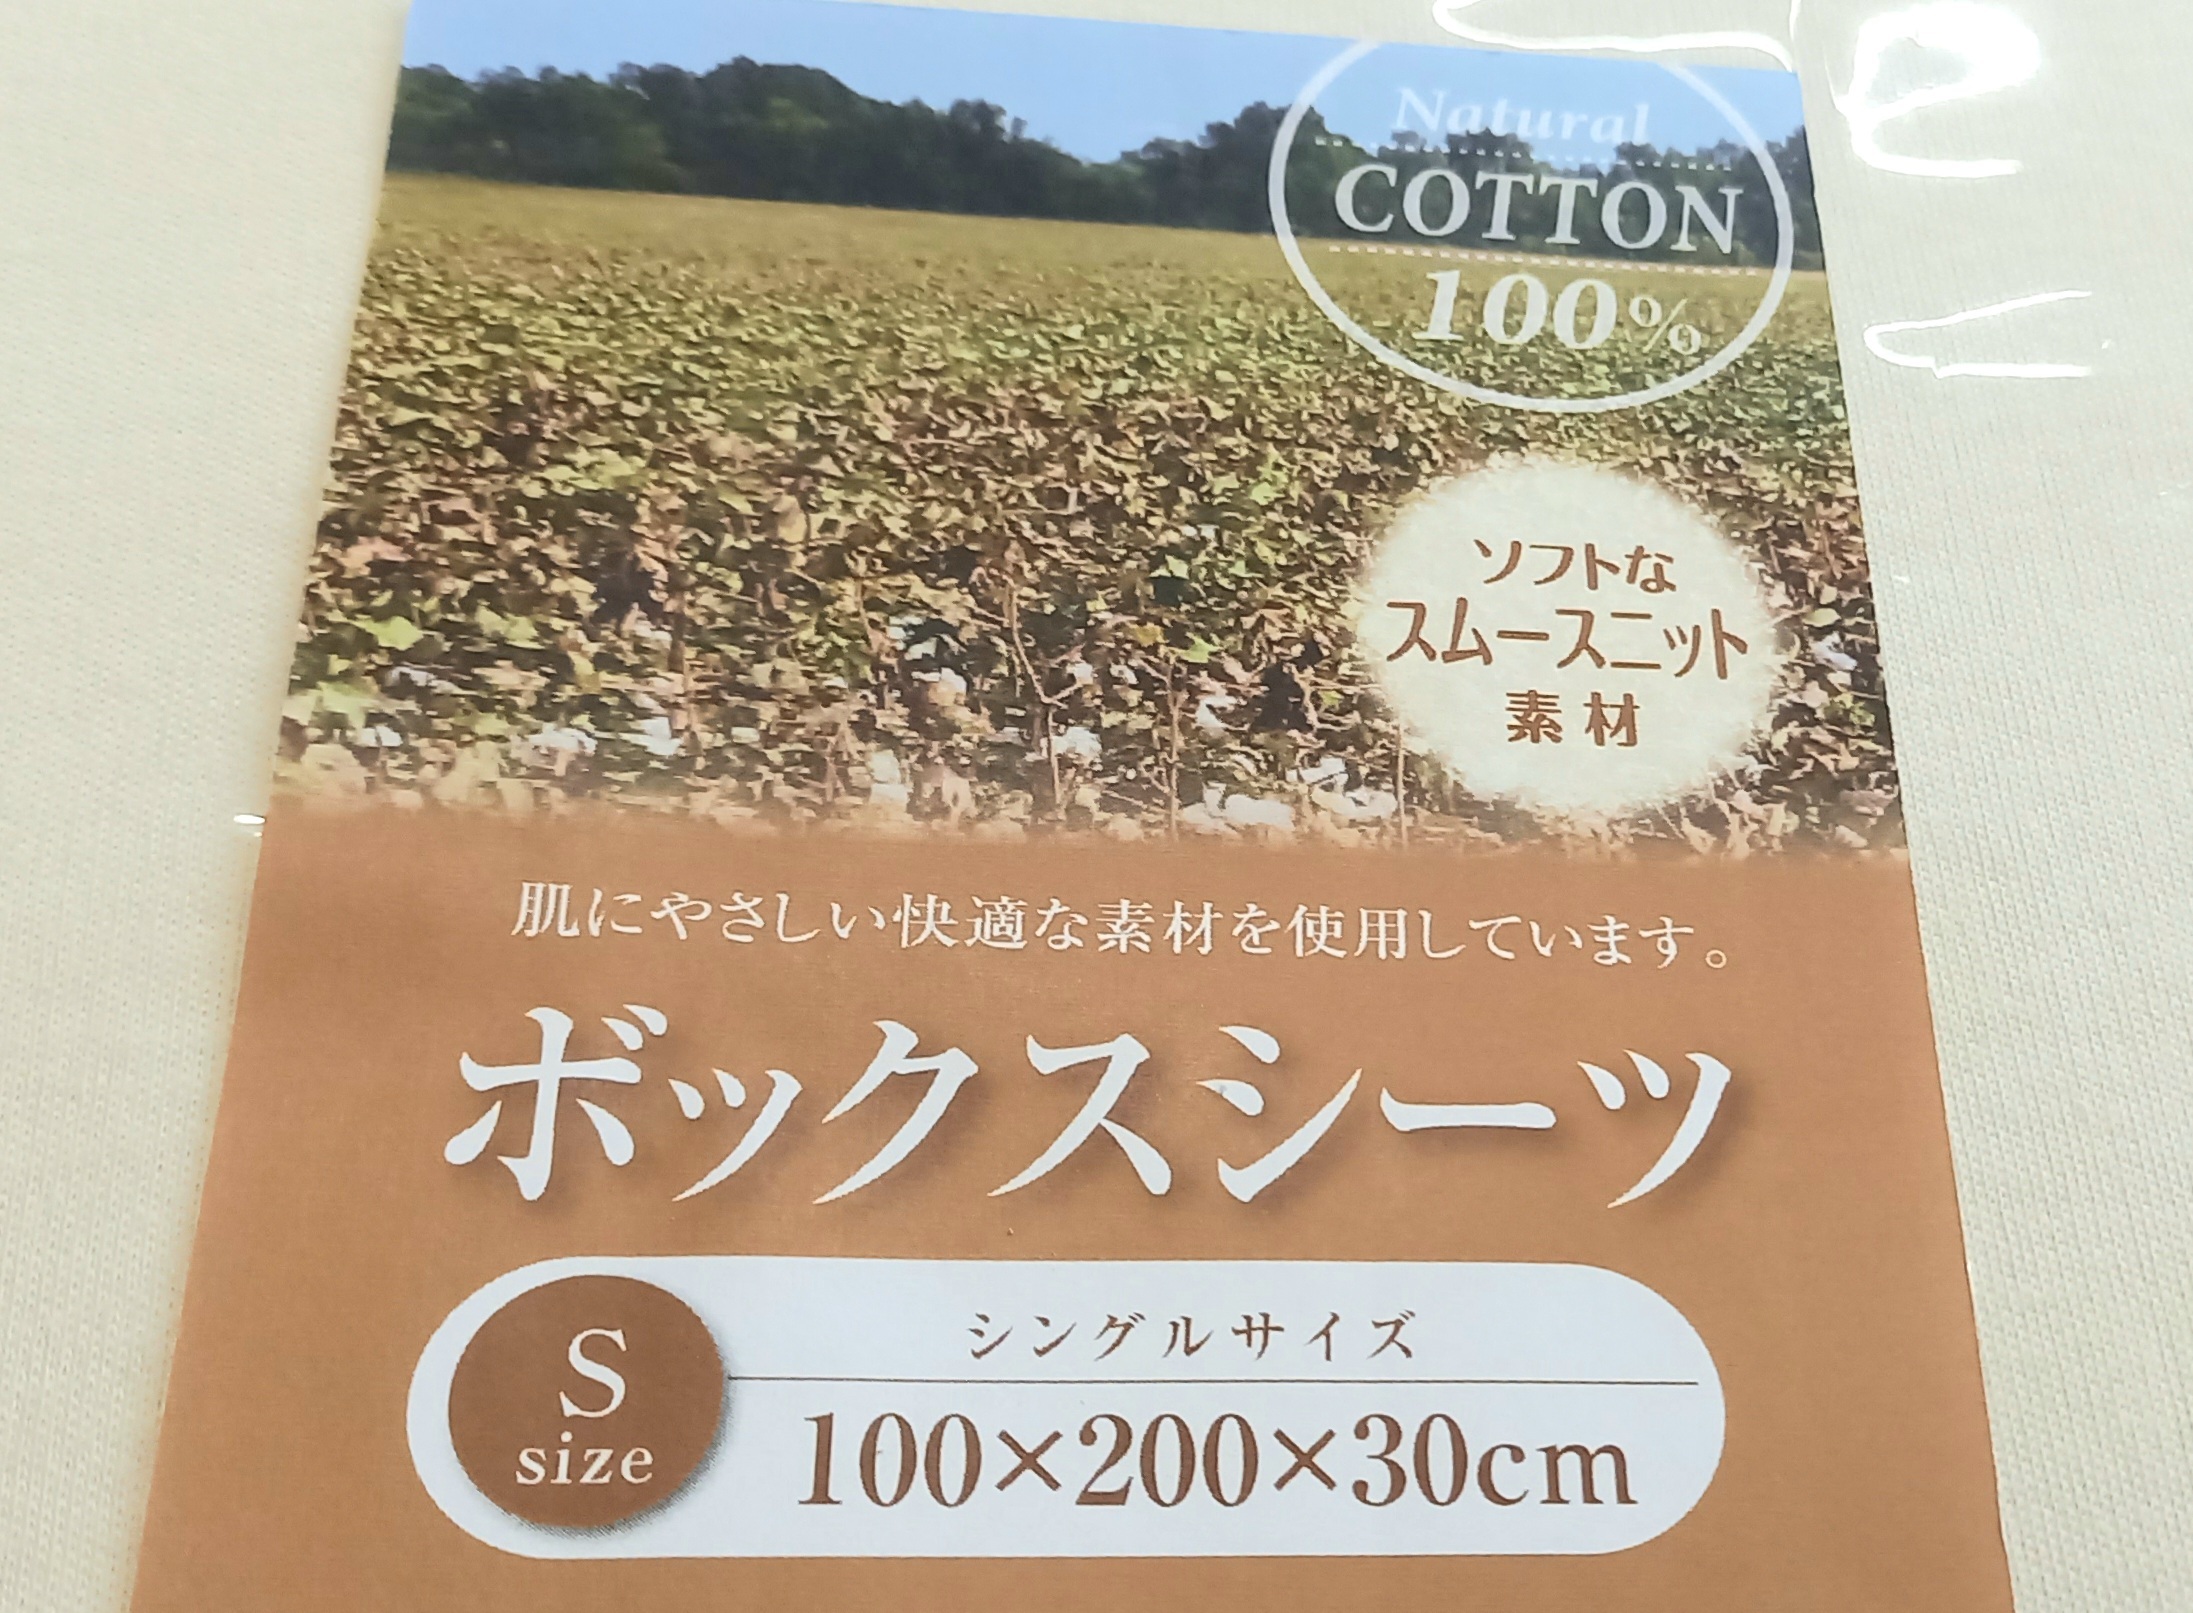 Natural
COTTON
100%
ソフトな
スムースニット
素材
肌にやさしい快適な素材を使用しています。
ボックスシーツ
S
size
シングルサイズ
100×200×30cm